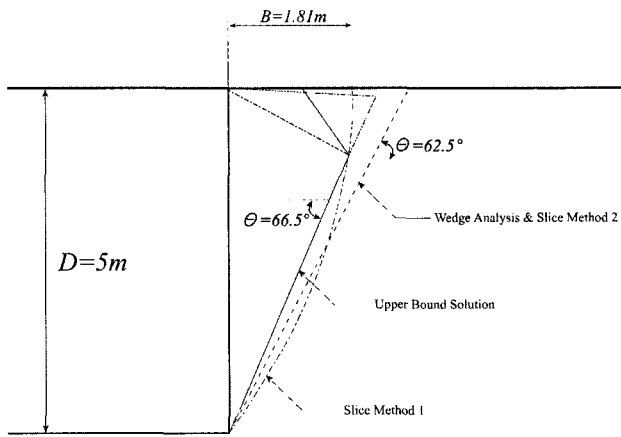 B=1.81m
Θ=62.5°
Θ=66.5°
Wedge Analysis & Slice Method 2
D=5m
Upper Bound Solution
Slice Method 1